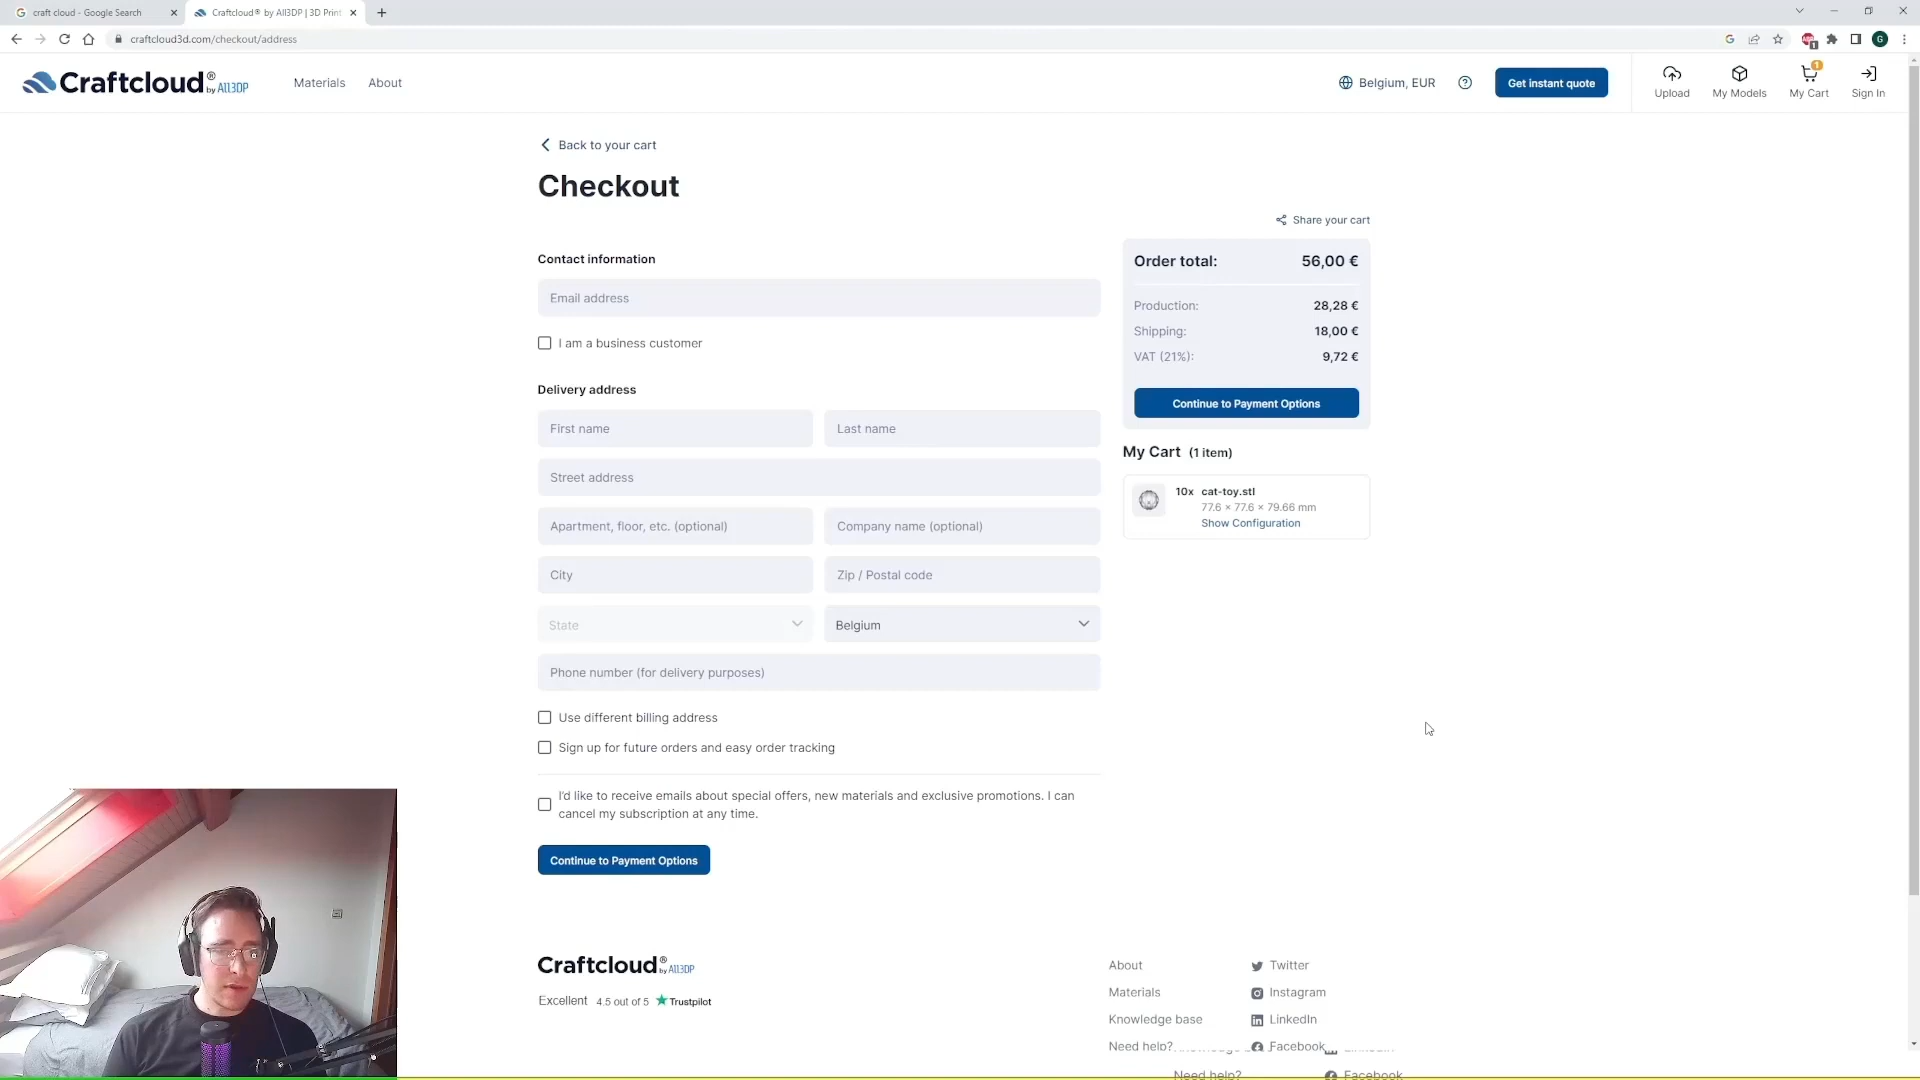 craft cloud - Google Search
Craftcloud® by All3DP | 3D Print
craftcloud3d.com/checkout/address
Craftcloud® by All3DP
Materials
About
Belgium, EUR
Get instant quote
Upload
My Models
1
My Cart
Sign In
Back to your cart
Checkout
Share your cart
Contact information
Email address
I am a business customer
Delivery address
First name
Last name
Street address
Apartment, floor, etc. (optional)
Company name (optional)
City
Zip / Postal code
State
Belgium
Phone number (for delivery purposes)
Use different billing address
Sign up for future orders and easy order tracking
I'd like to receive emails about special offers, new materials and exclusive promotions. I can
cancel my subscription at any time.
Continue to Payment Options
Order total: 56,00 €
Production: 28,28 €
Shipping: 18,00 €
VAT (21%): 9,72 €
Continue to Payment Options
My Cart (1 item)
10x cat-toy.stl
77.6 × 77.6 × 79.66 mm
Show Configuration
Craftcloud® by All3DP
Excellent 4.5 out of 5 Trustpilot
About
Materials
Knowledge base
Need help?
Twitter
Instagram
LinkedIn
Facebook
Need help?
Facebook